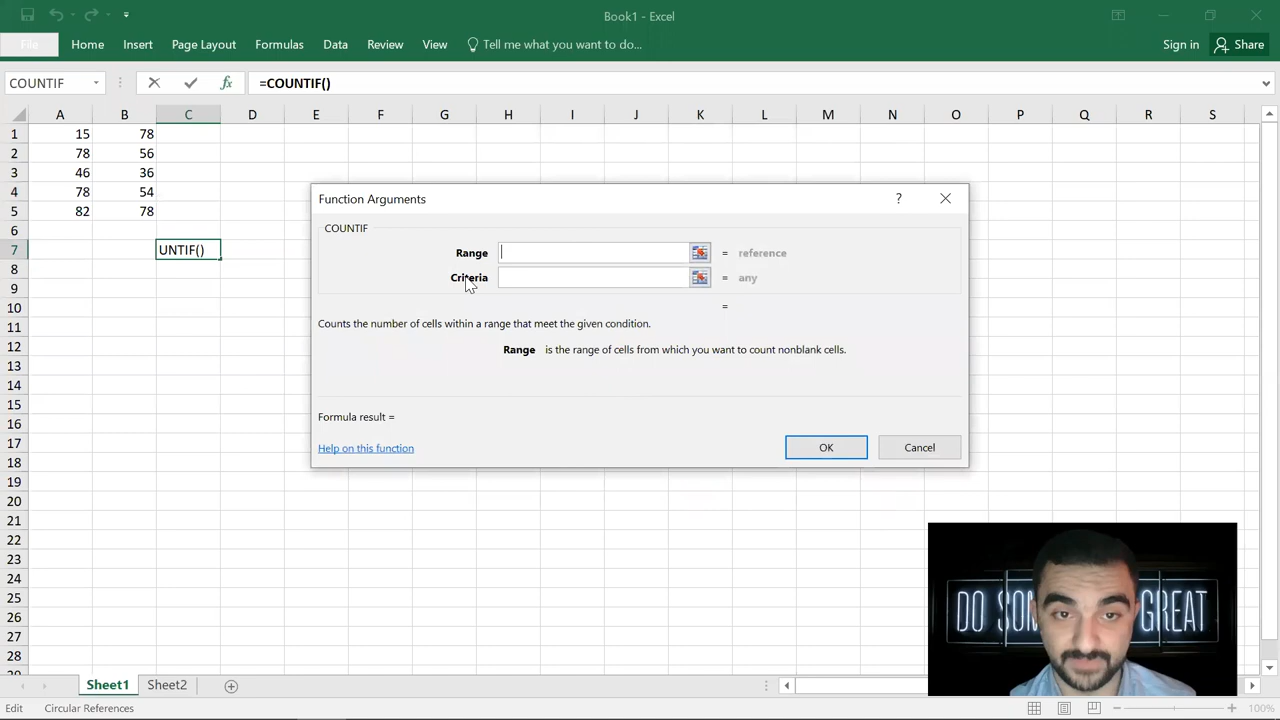 Book1 - Excel
File Home Insert Page Layout Formulas Data Review View Tell me what you want to do... Sign in Share
COUNTIF fx =COUNTIF()
A B C D E F G H I J K L M N O P Q R S
1 15 78
2 78 56
3 46 36
4 78 54
5 82 78
6
7 UNTIF()
8
9
10
11
12
13
14
15
16
17
18
19
20
21
22
23
24
25
26
27
28
Function Arguments ?
COUNTIF
Range = reference
Criteria = any
=
Counts the number of cells within a range that meet the given condition.
Range is the range of cells from which you want to count nonblank cells.
Formula result =
Help on this function OK Cancel
DO SOM GREAT
Sheet1 Sheet2
Edit Circular References 100%